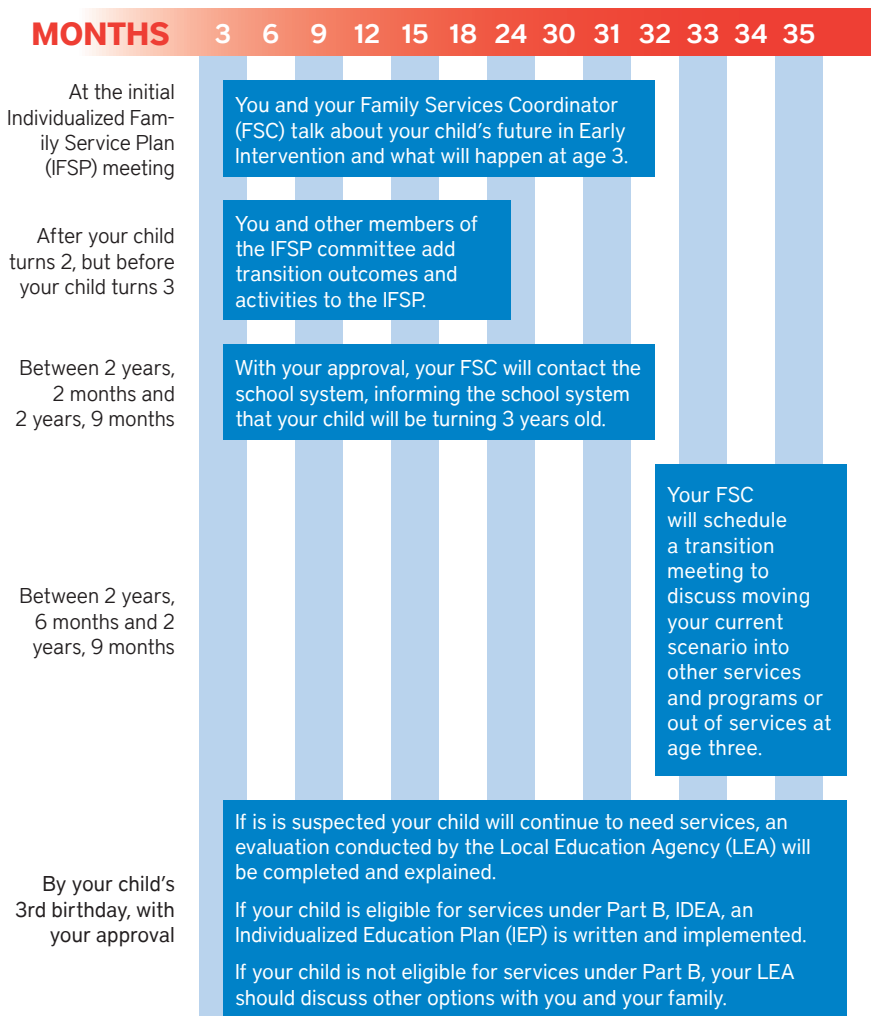 MONTHS 3 6 9 12 15 18 24 30 31 32 33 34 35
At the initial
Individualized Fam-
ily Service Plan
(IFSP) meeting
You and your Family Services Coordinator
(FSC) talk about your child’s future in Early
Intervention and what will happen at age 3.
After your child
turns 2, but before
your child turns 3
You and other members of
the IFSP committee add
transition outcomes and
activities to the IFSP.
Between 2 years,
2 months and
2 years, 9 months
With your approval, your FSC will contact the
school system, informing the school system
that your child will be turning 3 years old.
Between 2 years,
6 months and 2
years, 9 months
Your FSC
will schedule
a transition
meeting to
discuss moving
your current
scenario into
other services
and programs or
out of services at
age three.
By your child’s
3rd birthday, with
your approval
If is is suspected your child will continue to need services, an
evaluation conducted by the Local Education Agency (LEA) will
be completed and explained.
If your child is eligible for services under Part B, IDEA, an
Individualized Education Plan (IEP) is written and implemented.
If your child is not eligible for services under Part B, your LEA
should discuss other options with you and your family.